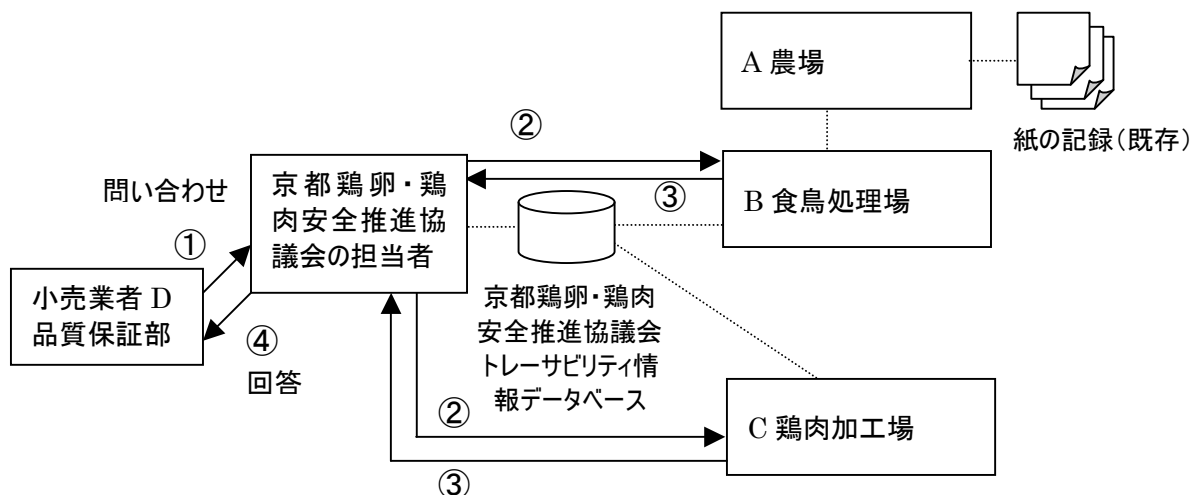 A 農場
紙の記録(既存)
②
問い合わせ
京都鶏卵・鶏
肉安全推進協
議会の担当者
③
B 食鳥処理場
①
小売業者 D
品質保証部
④
回答
京都鶏卵・鶏肉
安全推進協議会
トレーサビリティ情
報データベース
②
C 鶏肉加工場
③